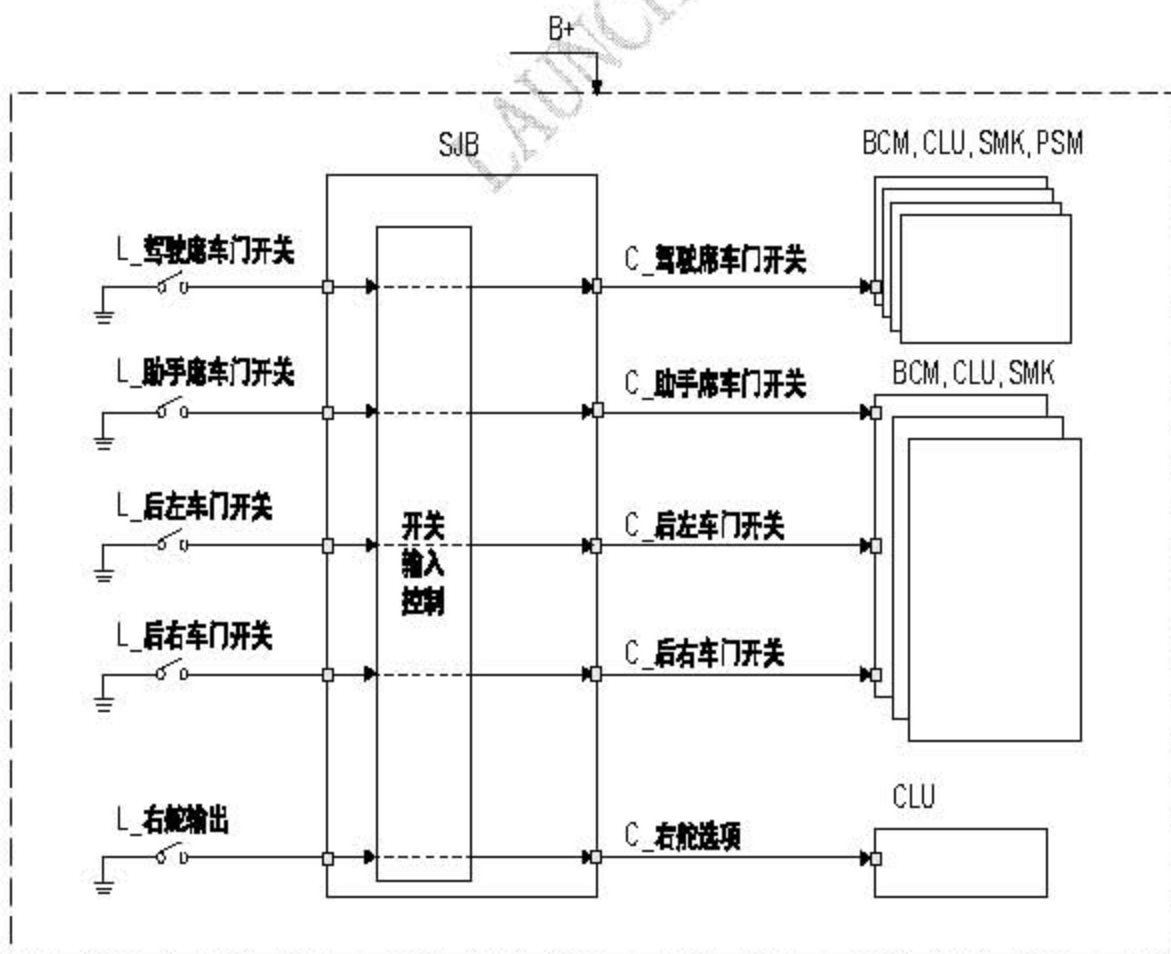 B+
LAUNCH
SJB
BCM, CLU, SMK, PSM
L_驾驶席车门开关
C_驾驶席车门开关
L_助手席车门开关
C_助手席车门开关
BCM, CLU, SMK
L_后左车门开关
C_后左车门开关
开关
输入
控制
L_后右车门开关
C_后右车门开关
L_右舵输出
C_右舵选项
CLU